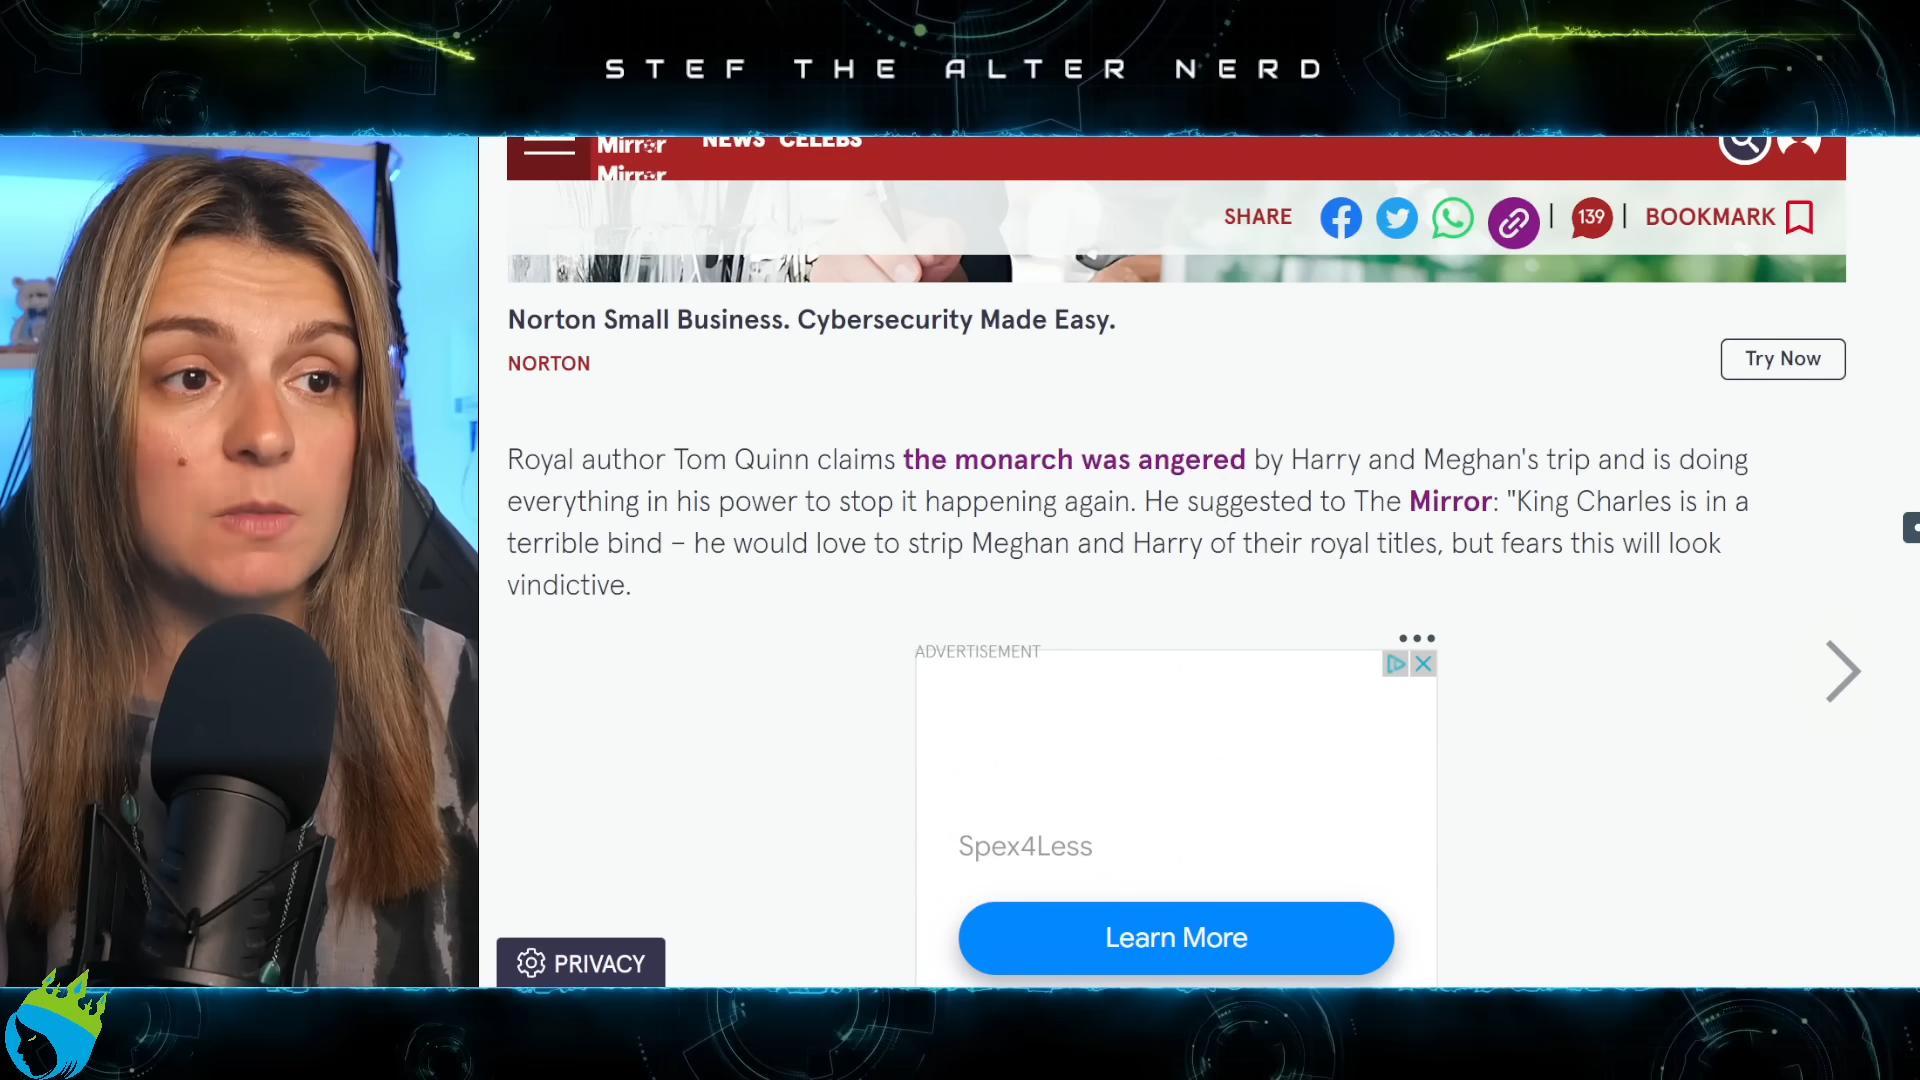 STEF THE ALTER NERD
Mirror
NEWS CELEBS
Mirror
SHARE
139
BOOKMARK
Norton Small Business. Cybersecurity Made Easy.
NORTON
Try Now
Royal author Tom Quinn claims the monarch was angered by Harry and Meghan's trip and is doing
everything in his power to stop it happening again. He suggested to The Mirror: "King Charles is in a
terrible bind – he would love to strip Meghan and Harry of their royal titles, but fears this will look
vindictive.
ADVERTISEMENT
Spex4Less
Learn More
PRIVACY